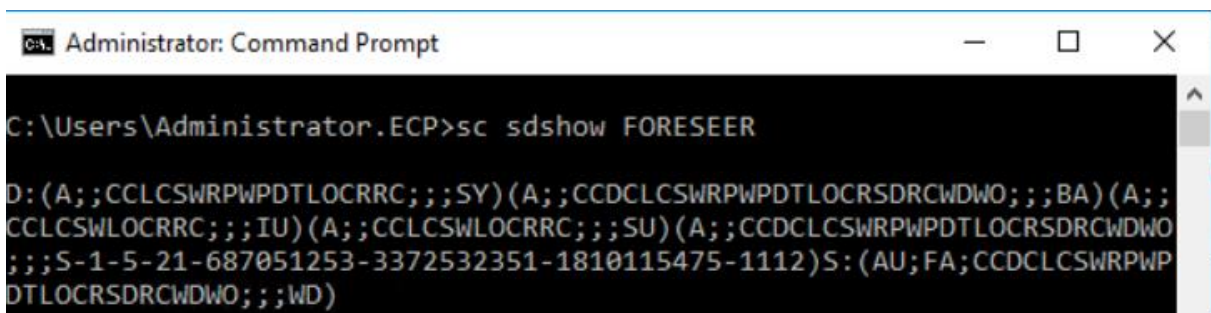 Administrator: Command Prompt
C:\Users\Administrator.ECP>sc sdshow FORESEER
D:(A;;CCLCSWRPWPDTLOCRRC;;;SY)(A;;CCDCLCSWRPWPDTLOCRSDRCWDWO;;;BA)(A;;
CCLCSWLOCRRC;;;IU)(A;;CCLCSWLOCRRC;;;SU)(A;;CCDCLCSWRPWPDTLOCRSDRCWDWO
;;;S-1-5-21-687051253-3372532351-1810115475-1112)S:(AU;FA;CCDCLCSWRPWP
DTLOCRSDRCWDWO;;;WD)